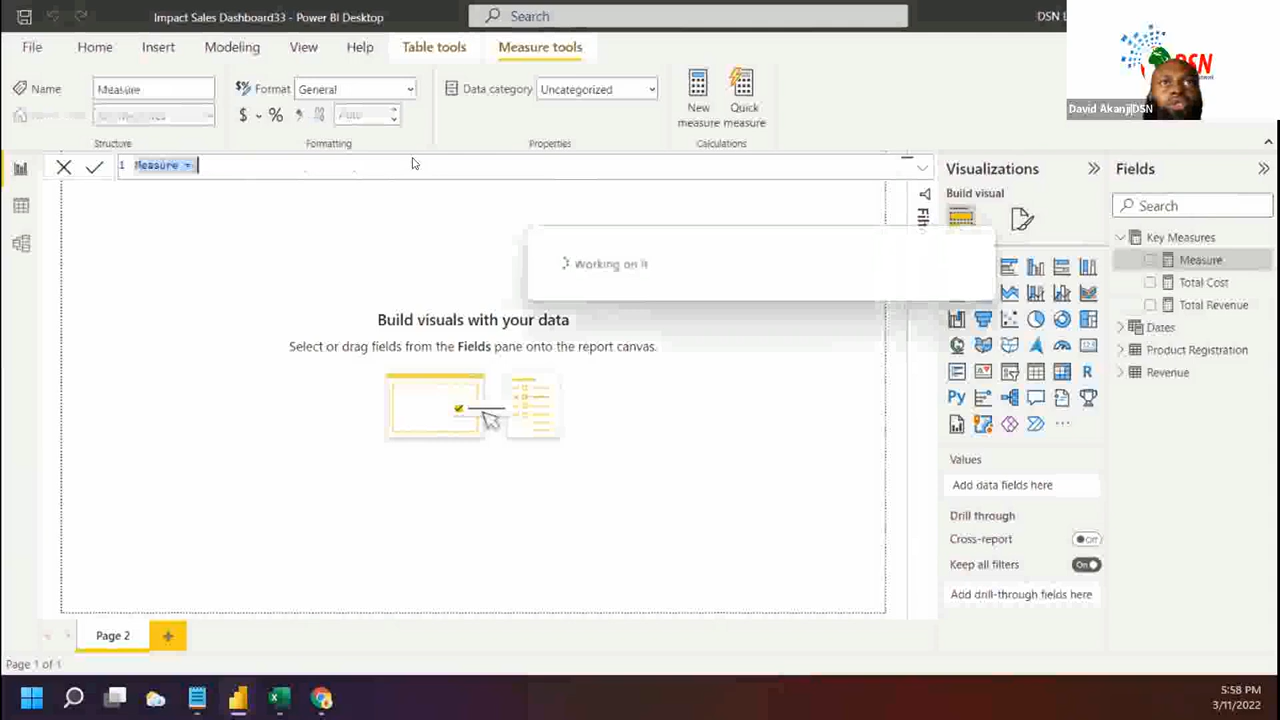 Impact Sales Dashboard33 - Power BI Desktop
Search
DSN
File
Home
Insert
Modeling
View
Help
Table tools
Measure tools
Name
Measure
Format
General
Data category
Uncategorized
New
measure
Quick
measure
$
%
Auto
Structure
Formatting
Properties
Calculations
DSN
David Akanji|DSN
1 Measure =
Working on it
Build visuals with your data
Select or drag fields from the Fields pane onto the report canvas.
Visualizations
Build visual
R
Py
Values
Add data fields here
Drill through
Cross-report
Off
Keep all filters
On
Add drill-through fields here
Fields
Search
Key Measures
Measure
Total Cost
Total Revenue
Dates
Product Registration
Revenue
Page 2
Page 1 of 1
5:58 PM
3/11/2022